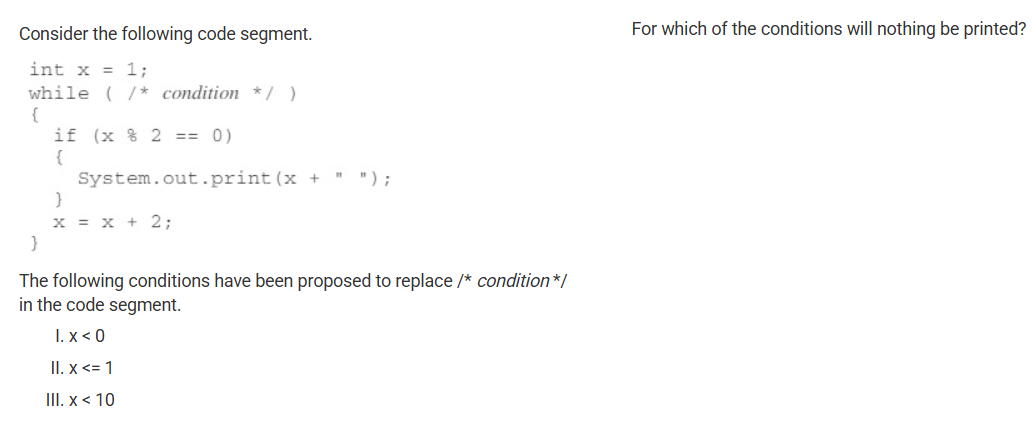 Consider the following code segment.
int x = 1;
while ( /* condition */ )
{
if (x % 2 == 0)
{
System.out.print(x + " ");
}
x = x + 2;
}
The following conditions have been proposed to replace /* condition */
in the code segment.
I. x < 0
II. x <= 1
III. x < 10
For which of the conditions will nothing be printed?